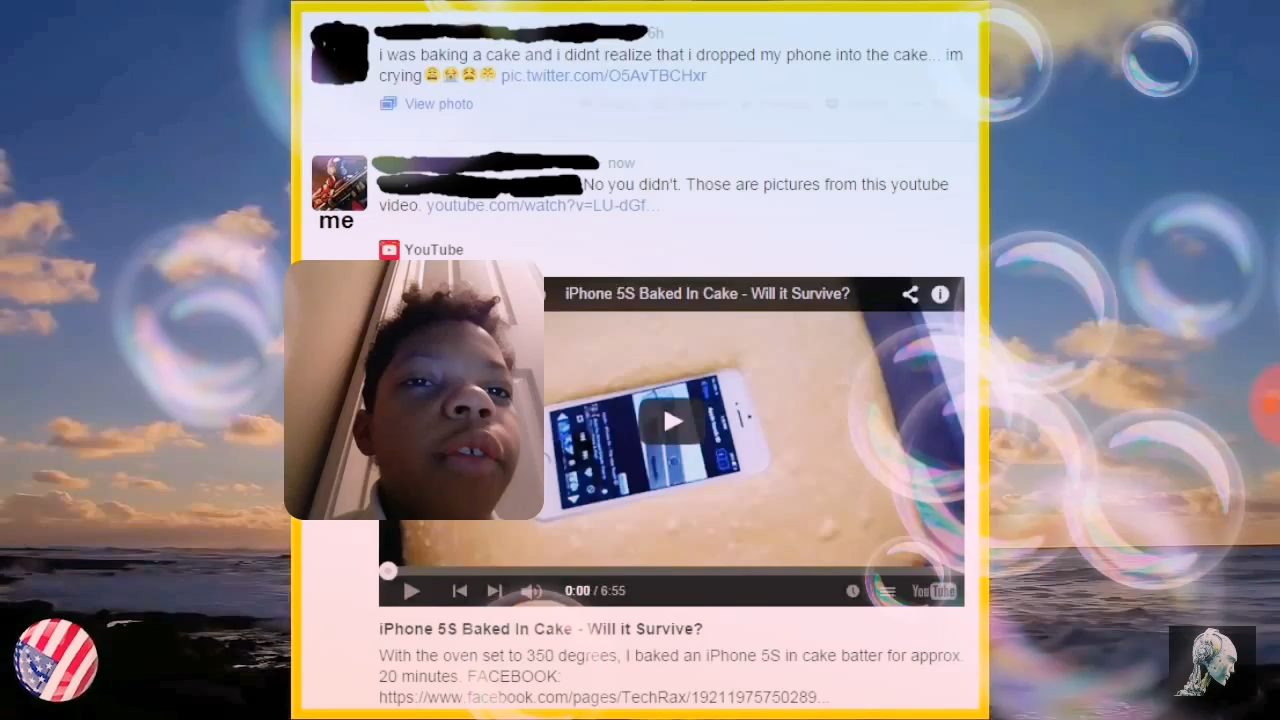 6h
i was baking a cake and i didnt realize that i dropped my phone into the cake... im
crying😩😭😫😤 pic.twitter.com/O5AvTBCHxr
View photo
now
No you didn't. Those are pictures from this youtube
video. youtube.com/watch?v=LU-dGf...
me
YouTube
iPhone 5S Baked In Cake - Will it Survive?
0:00 / 6:55
YouTube
iPhone 5S Baked In Cake - Will it Survive?
With the oven set to 350 degrees, I baked an iPhone 5S in cake batter for approx.
20 minutes. FACEBOOK:
https://www.facebook.com/pages/TechRax/19211975750289...